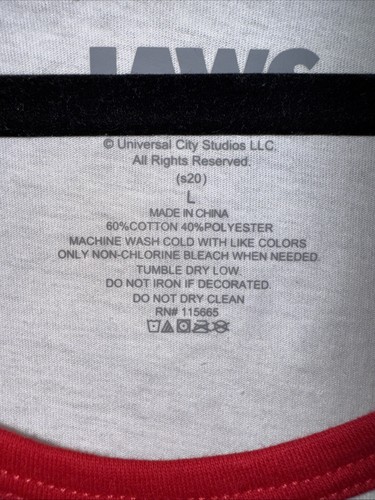 JAWS
© Universal City Studios LLC.
All Rights Reserved.
(s20)
L
MADE IN CHINA
60%COTTON 40%POLYESTER
MACHINE WASH COLD WITH LIKE COLORS
ONLY NON-CHLORINE BLEACH WHEN NEEDED.
TUMBLE DRY LOW.
DO NOT IRON IF DECORATED.
DO NOT DRY CLEAN
RN# 115665